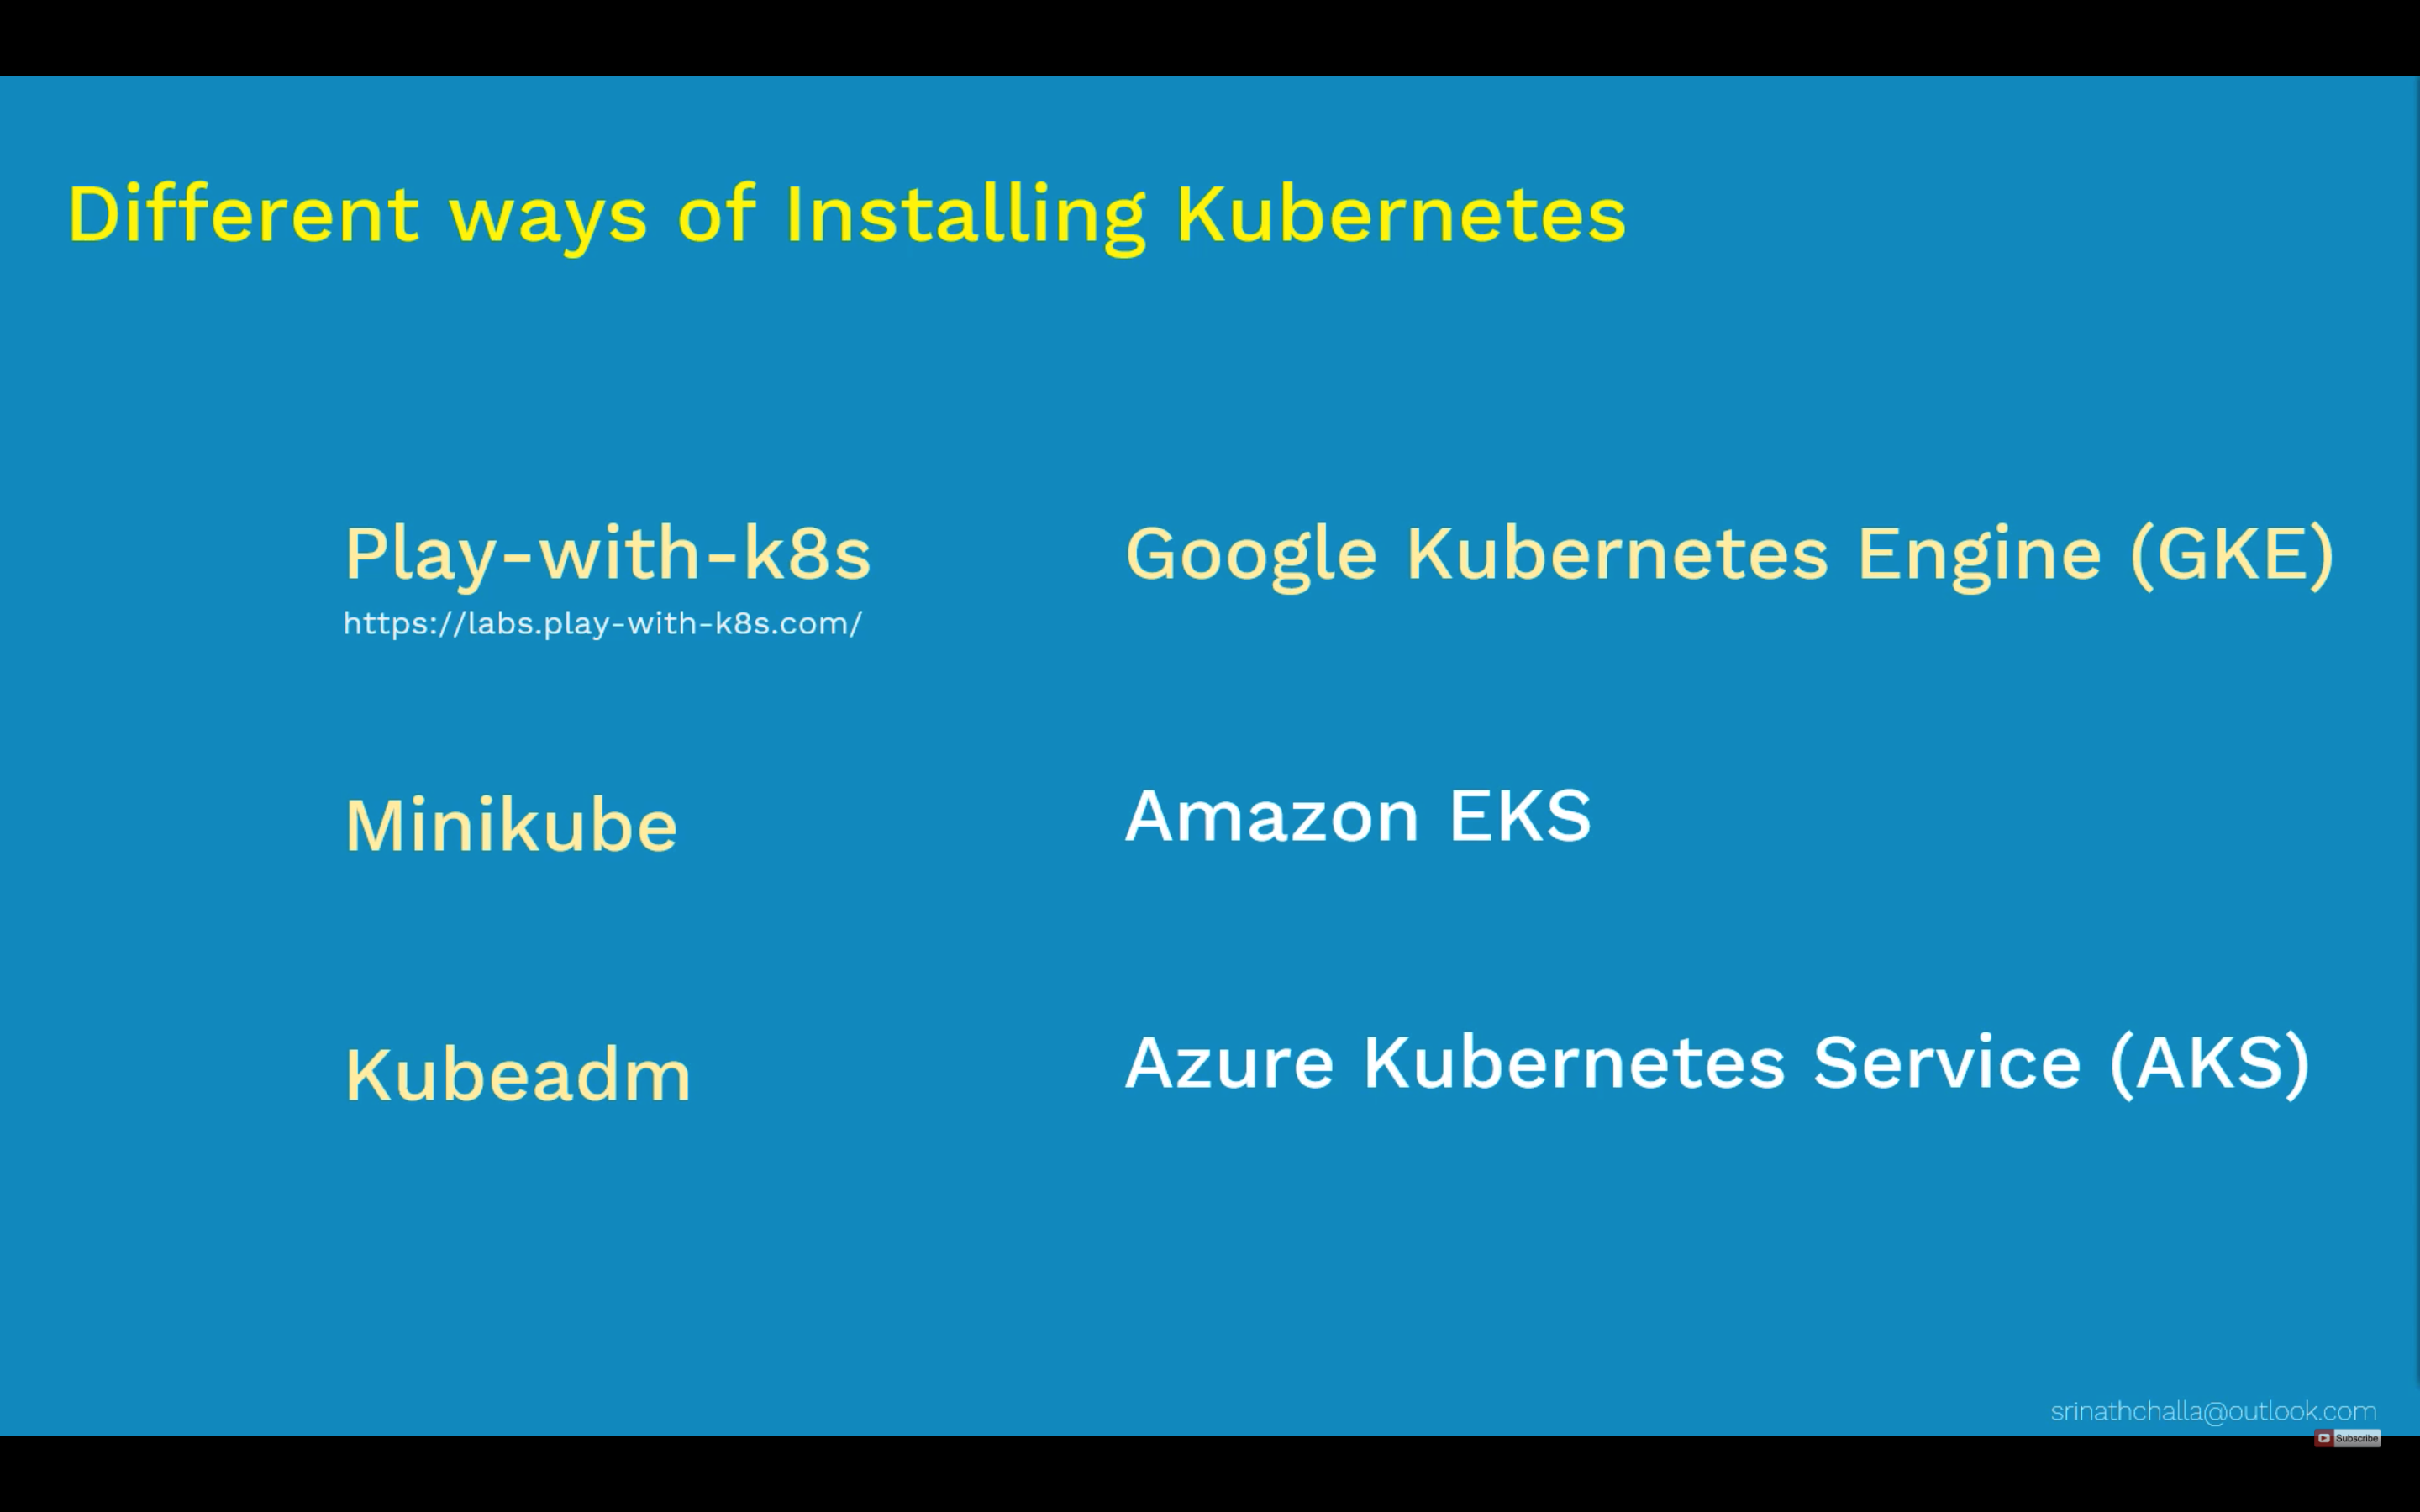 Different ways of Installing Kubernetes
Play-with-k8s
https://labs.play-with-k8s.com/
Minikube
Kubeadm
Google Kubernetes Engine (GKE)
Amazon EKS
Azure Kubernetes Service (AKS)
srinathchalla@outlook.com
Subscribe